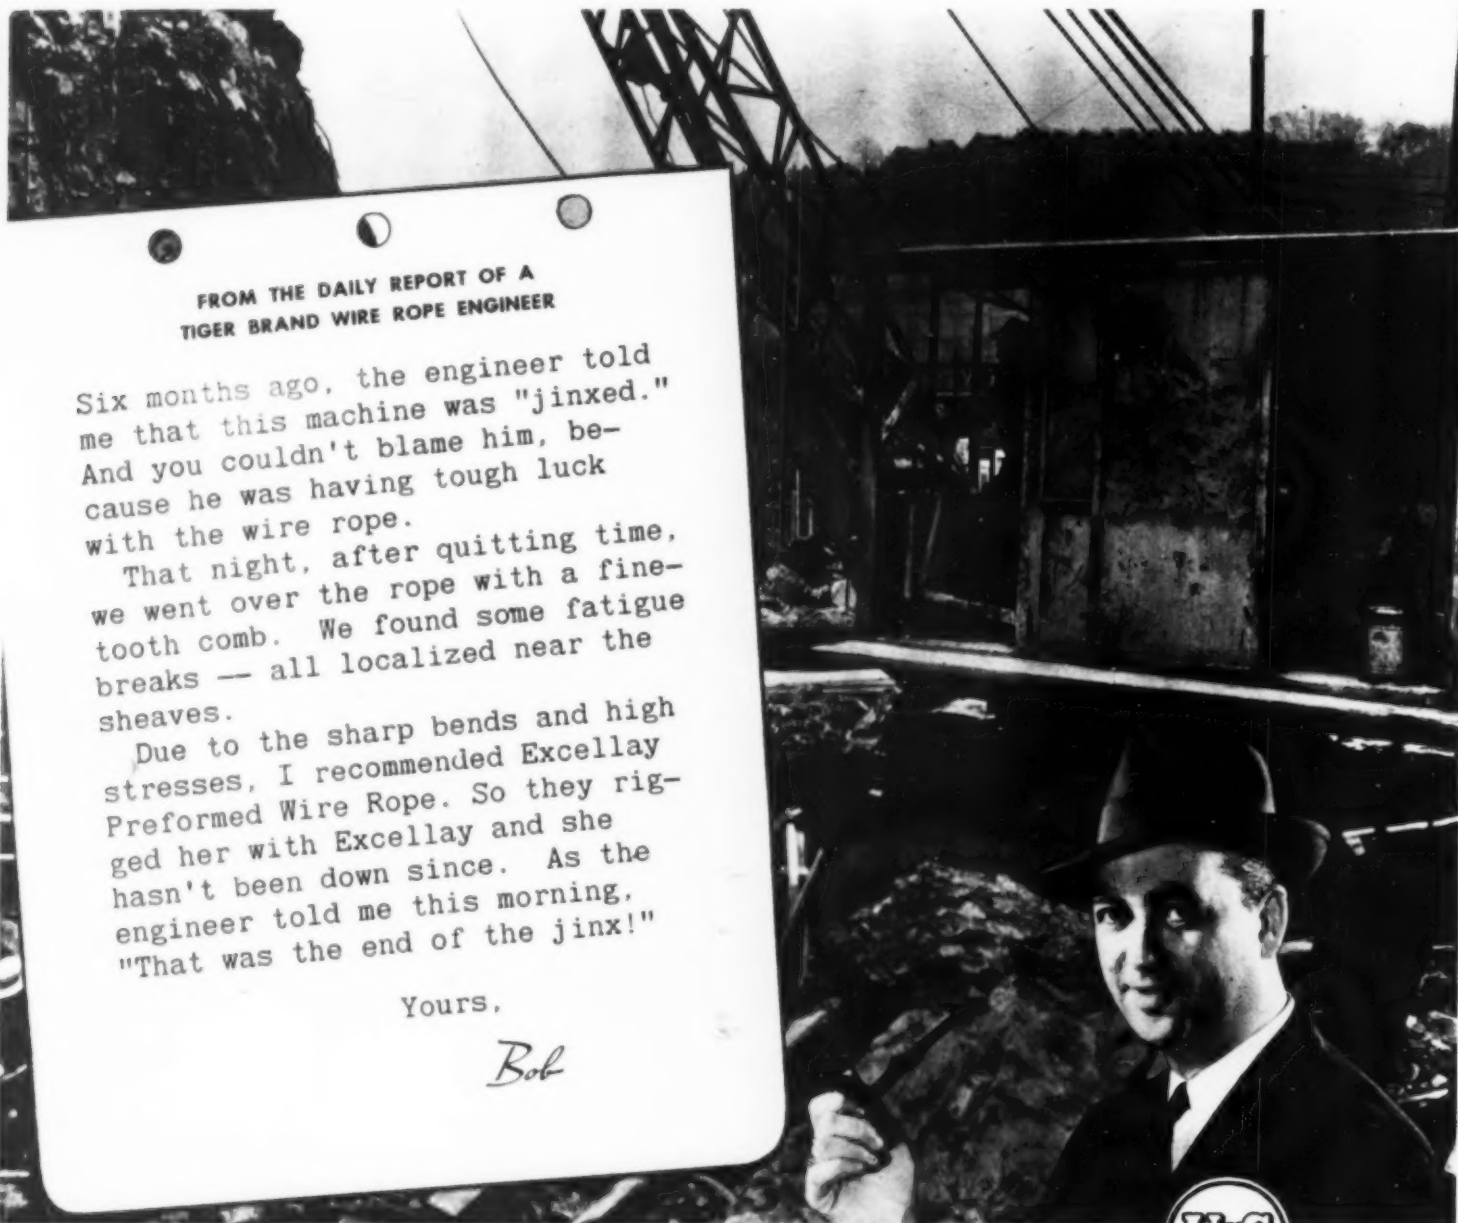 FROM THE DAILY REPORT OF A
TIGER BRAND WIRE ROPE ENGINEER
Six months ago, the engineer told
me that this machine was "jinxed."
And you couldn't blame him, be-
cause he was having tough luck
with the wire rope.
That night, after quitting time,
we went over the rope with a fine-
tooth comb. We found some fatigue
breaks — all localized near the
sheaves.
Due to the sharp bends and high
stresses, I recommended Excellay
Preformed Wire Rope. So they rig-
ged her with Excellay and she
hasn't been down since. As the
engineer told me this morning,
"That was the end of the jinx!"
Yours,
Bob